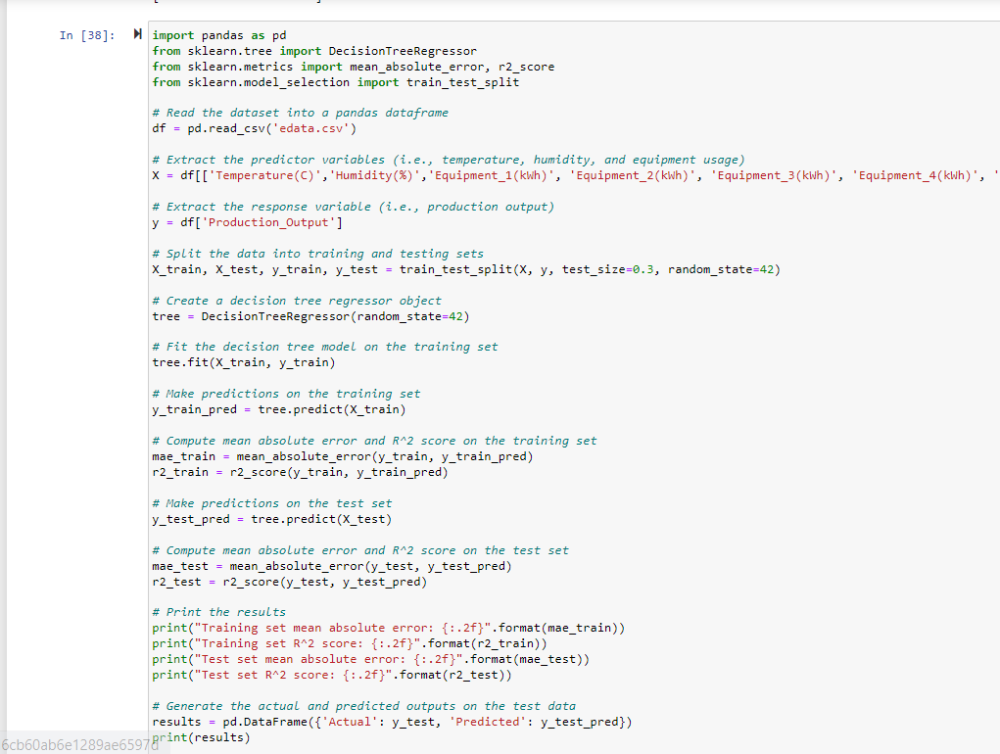 In [38]:
import pandas as pd
from sklearn.tree import DecisionTreeRegressor
from sklearn.metrics import mean_absolute_error, r2_score
from sklearn.model_selection import train_test_split
# Read the dataset into a pandas dataframe
df = pd.read_csv('edata.csv')
# Extract the predictor variables (i.e., temperature, humidity, and equipment usage)
X = df[['Temperature(C)','Humidity(%)','Equipment_1(kWh)', 'Equipment_2(kWh)', 'Equipment_3(kWh)', 'Equipment_4(kWh)', '
# Extract the response variable (i.e., production output)
y = df['Production_Output']
# Split the data into training and testing sets
X_train, X_test, y_train, y_test = train_test_split(X, y, test_size=0.3, random_state=42)
# Create a decision tree regressor object
tree = DecisionTreeRegressor(random_state=42)
# Fit the decision tree model on the training set
tree.fit(X_train, y_train)
# Make predictions on the training set
y_train_pred = tree.predict(X_train)
# Compute mean absolute error and R^2 score on the training set
mae_train = mean_absolute_error(y_train, y_train_pred)
r2_train = r2_score(y_train, y_train_pred)
# Make predictions on the test set
y_test_pred = tree.predict(X_test)
# Compute mean absolute error and R^2 score on the test set
mae_test = mean_absolute_error(y_test, y_test_pred)
r2_test = r2_score(y_test, y_test_pred)
# Print the results
print("Training set mean absolute error: {:.2f}".format(mae_train))
print("Training set R^2 score: {:.2f}".format(r2_train))
print("Test set mean absolute error: {:.2f}".format(mae_test))
print("Test set R^2 score: {:.2f}".format(r2_test))
# Generate the actual and predicted outputs on the test data
results = pd.DataFrame({'Actual': y_test, 'Predicted': y_test_pred})
print(results)
6cb60ab6e1289ae6597d